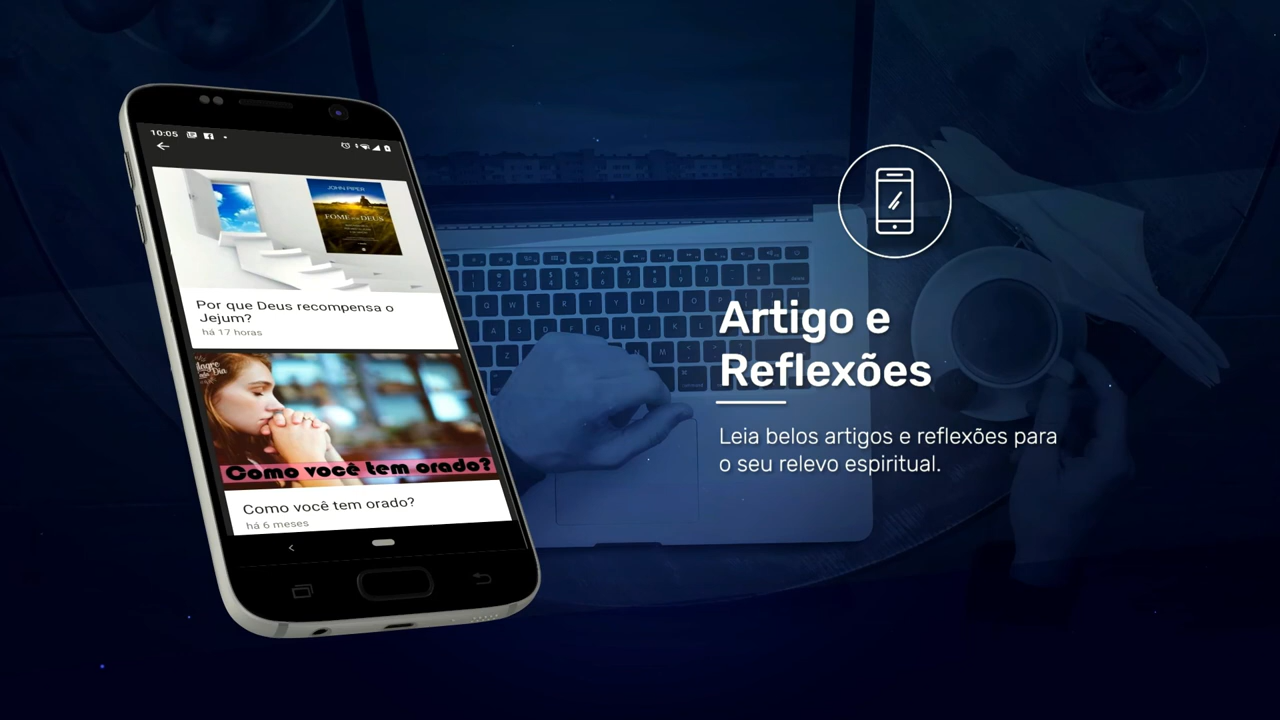 10:05
JOHN PIPER
FOME POR DEUS
Por que Deus recompensa o
Jejum?
há 17 horas
Como você tem orado?
Como você tem orado?
há 6 meses
Artigo e
Reflexões
Leia belos artigos e reflexões para
o seu relevo espiritual.